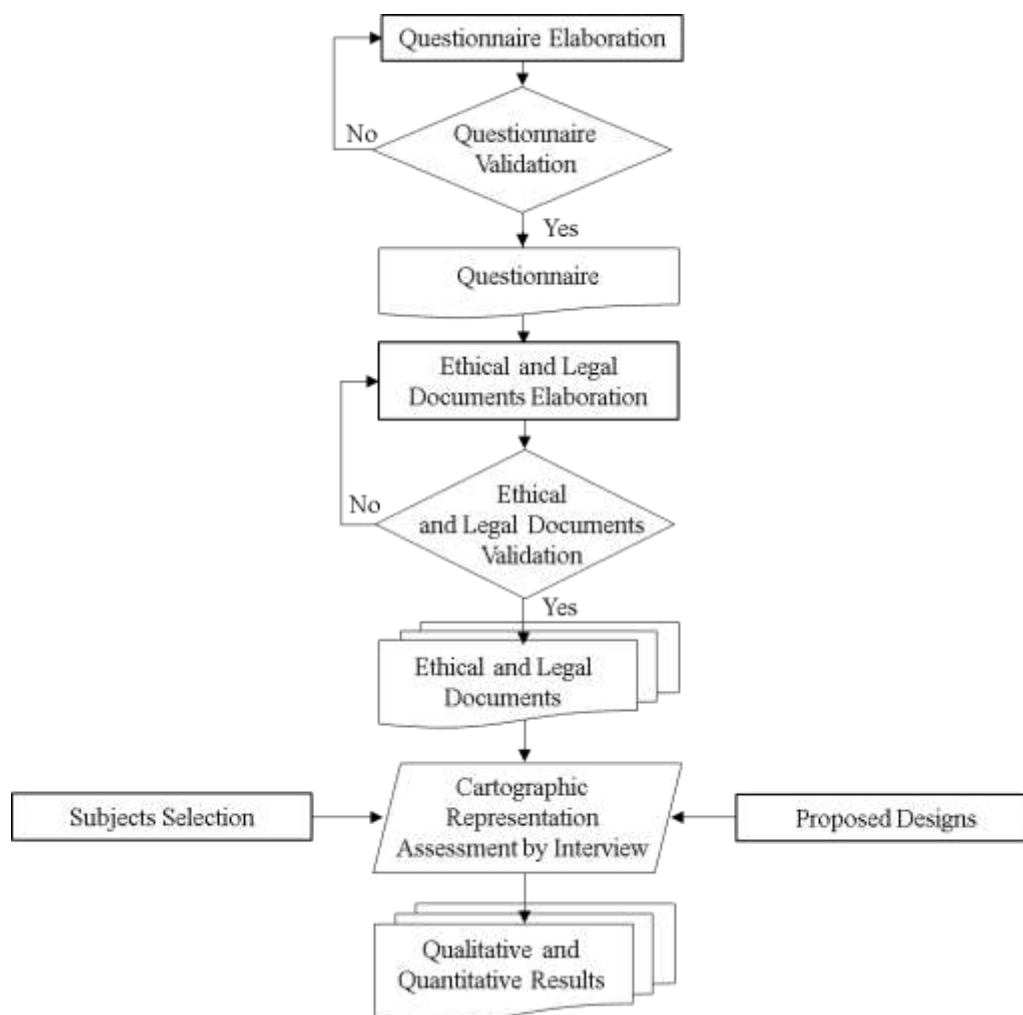 Questionnaire Elaboration
No
Questionnaire
Validation
Yes
Questionnaire
Ethical and Legal
Documents Elaboration
No
Ethical
and Legal Documents
Validation
Yes
Ethical and Legal
Documents
Subjects Selection
Cartographic
Representation
Assessment by Interview
Proposed Designs
Qualitative and
Quantitative Results